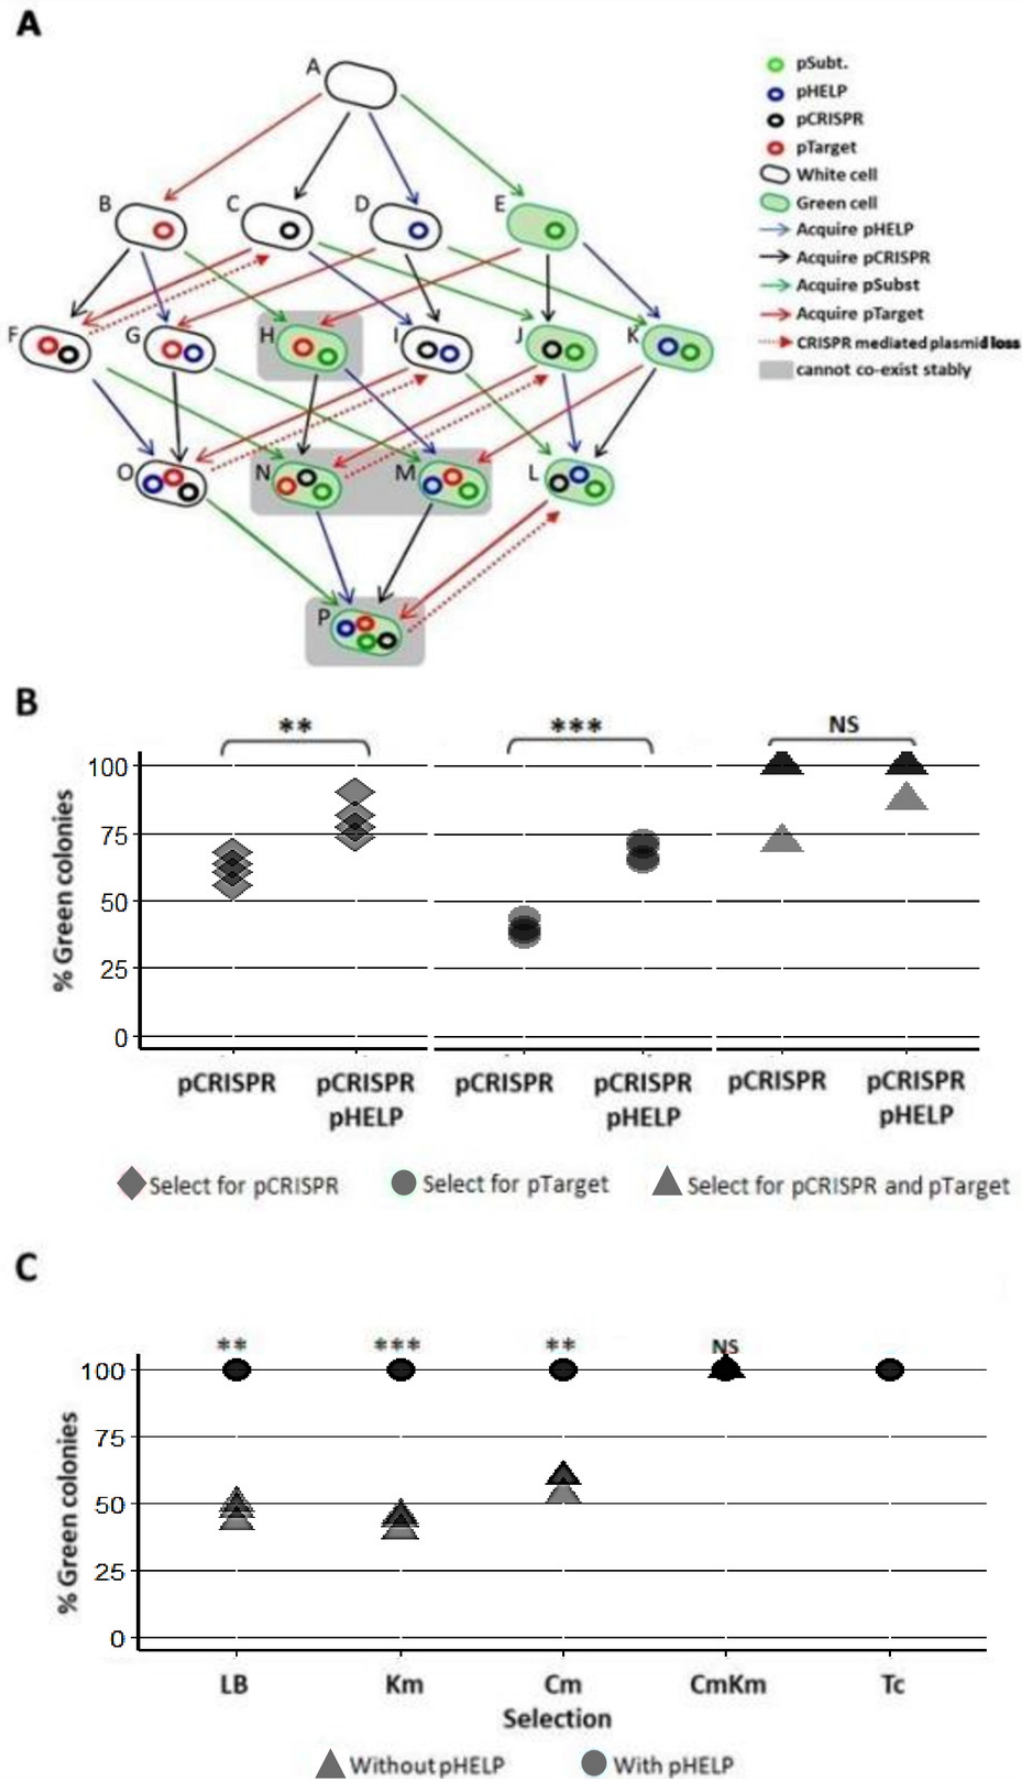 A
A
pSubt.
pHELP
pCRISPR
pTarget
White cell
Green cell
Acquire pHELP
Acquire pCRISPR
Acquire pSubst
Acquire pTarget
CRISPR mediated plasmid loss
cannot co-exist stably
B
C
D
E
F
G
H
I
J
K
O
N
M
L
P
B
**
***
NS
% Green colonies
100
75
50
25
0
pCRISPR
pCRISPR
pHELP
pCRISPR
pCRISPR
pHELP
pCRISPR
pCRISPR
pHELP
Select for pCRISPR
Select for pTarget
Select for pCRISPR and pTarget
C
**
***
**
NS
% Green colonies
100
75
50
25
0
LB
Km
Cm
CmKm
Tc
Selection
Without pHELP
With pHELP